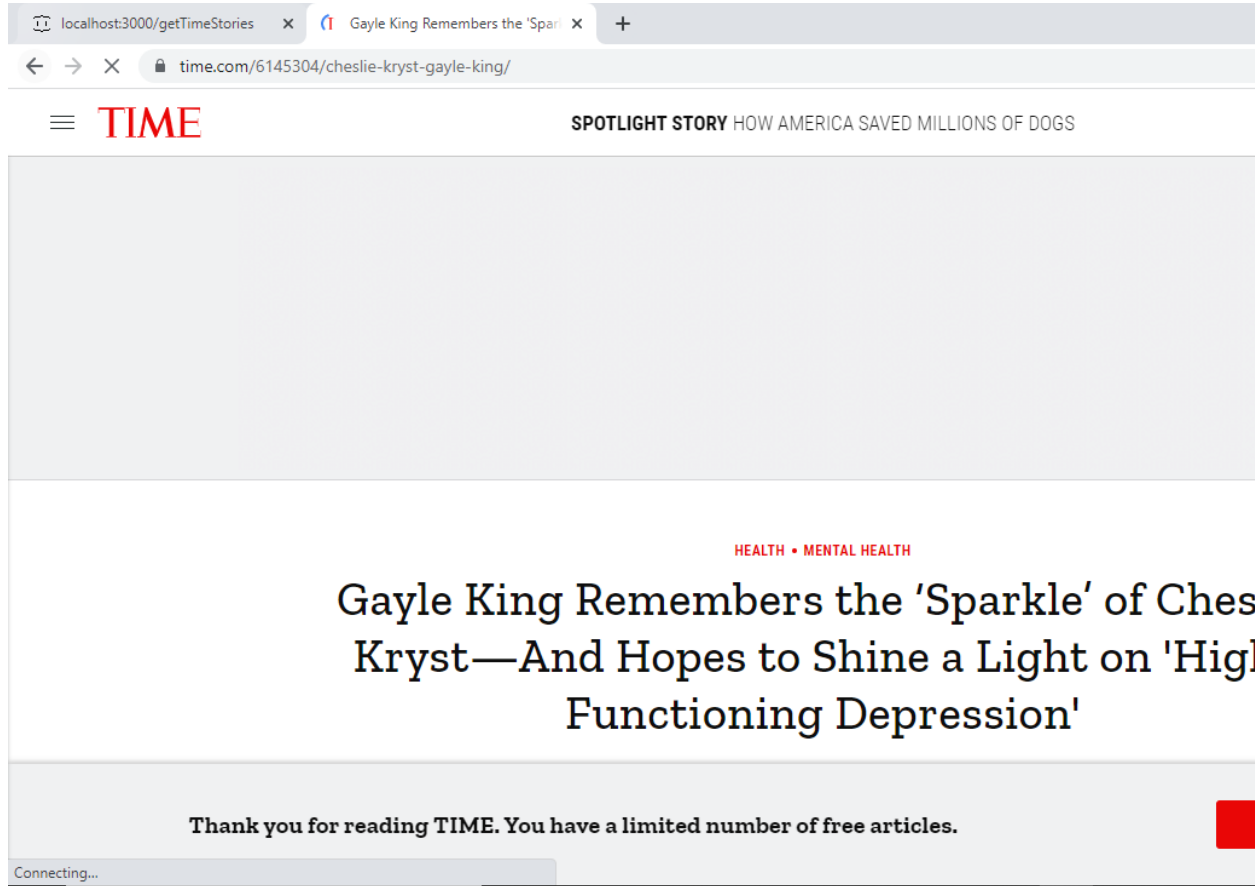 localhost:3000/getTimeStories
Gayle King Remembers the 'Spar
time.com/6145304/cheslie-kryst-gayle-king/
TIME
SPOTLIGHT STORY HOW AMERICA SAVED MILLIONS OF DOGS
HEALTH • MENTAL HEALTH
Gayle King Remembers the ‘Sparkle’ of Ches
Kryst—And Hopes to Shine a Light on 'Hig
Functioning Depression'
Thank you for reading TIME. You have a limited number of free articles.
Connecting...